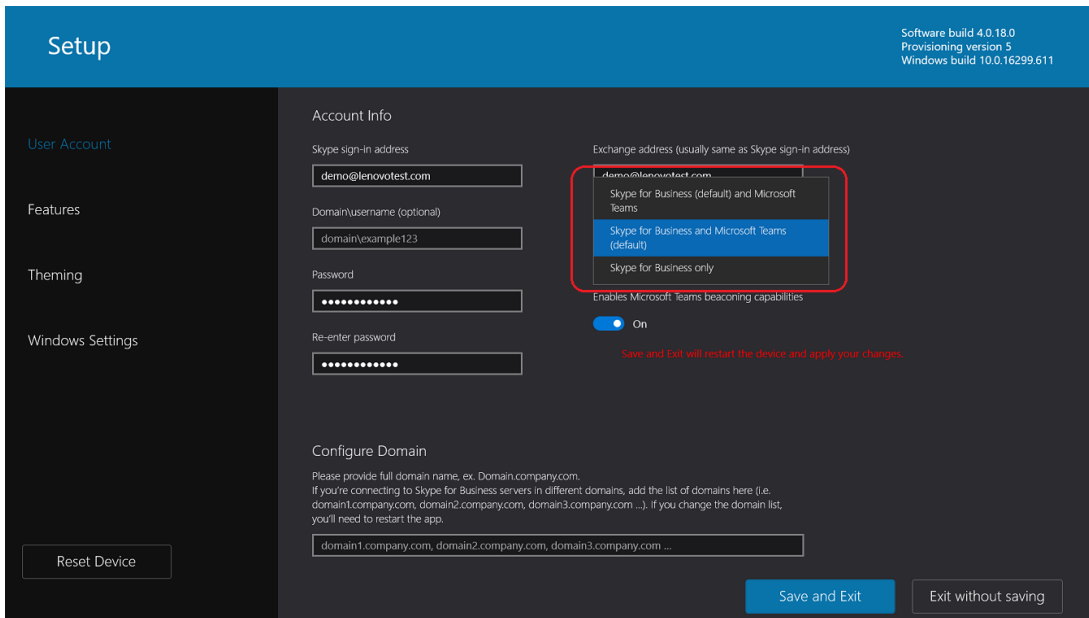 Setup
Software build 4.0.18.0
Provisioning version 5
Windows build 10.0.16299.611
User Account
Features
Theming
Windows Settings
Reset Device
Account Info
Skype sign-in address
demo@lenovotest.com
Domain\username (optional)
domain\example123
Password
●●●●●●●●●●●●
Re-enter password
●●●●●●●●●●●●
Exchange address (usually same as Skype sign-in address)
demo@lenovotest.com
Skype for Business (default) and Microsoft
Teams
Skype for Business and Microsoft Teams
(default)
Skype for Business only
Enables Microsoft Teams beaconing capabilities
On
Save and Exit will restart the device and apply your changes.
Configure Domain
Please provide full domain name, ex. Domain.company.com.
If you're connecting to Skype for Business servers in different domains, add the list of domains here (i.e.
domain1.company.com, domain2.company.com, domain3.company.com ...). If you change the domain list,
you'll need to restart the app.
domain1.company.com, domain2.company.com, domain3.company.com ...
Save and Exit
Exit without saving